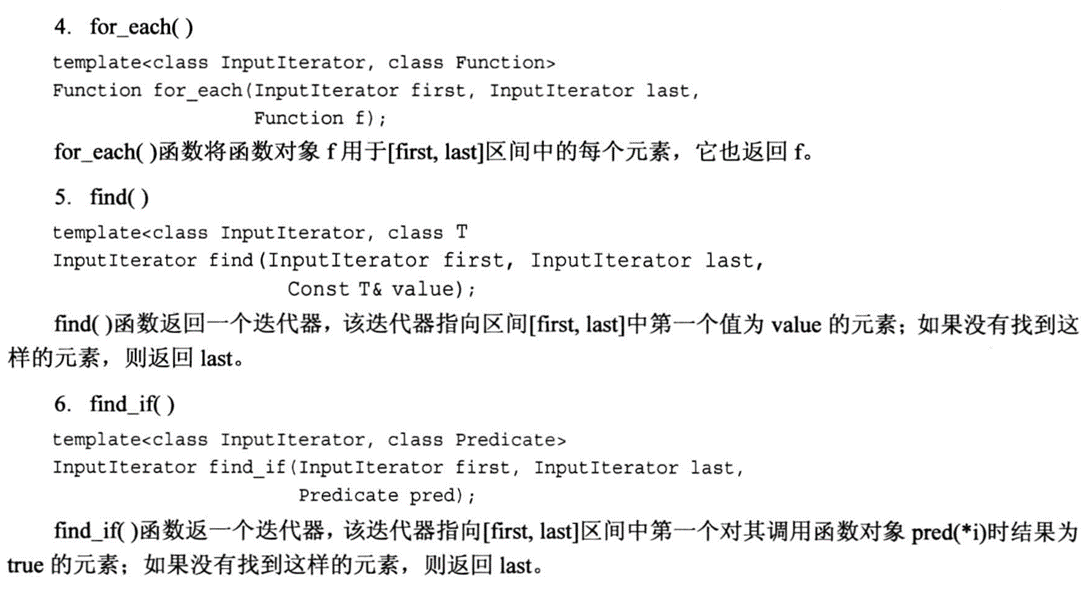 4. for_each( )
template<class InputIterator, class Function>
Function for_each(InputIterator first, InputIterator last,
Function f);
for_each( )函数将函数对象 f 用于[first, last]区间中的每个元素，它也返回 f。
5. find( )
template<class InputIterator, class T
InputIterator find(InputIterator first, InputIterator last,
Const T& value);
find( )函数返回一个迭代器，该迭代器指向区间[first, last]中第一个值为 value 的元素；如果没有找到这
样的元素，则返回 last。
6. find_if( )
template<class InputIterator, class Predicate>
InputIterator find_if(InputIterator first, InputIterator last,
Predicate pred);
find_if( )函数返一个迭代器，该迭代器指向[first, last]区间中第一个对其调用函数对象 pred(*i)时结果为
true 的元素；如果没有找到这样的元素，则返回 last。